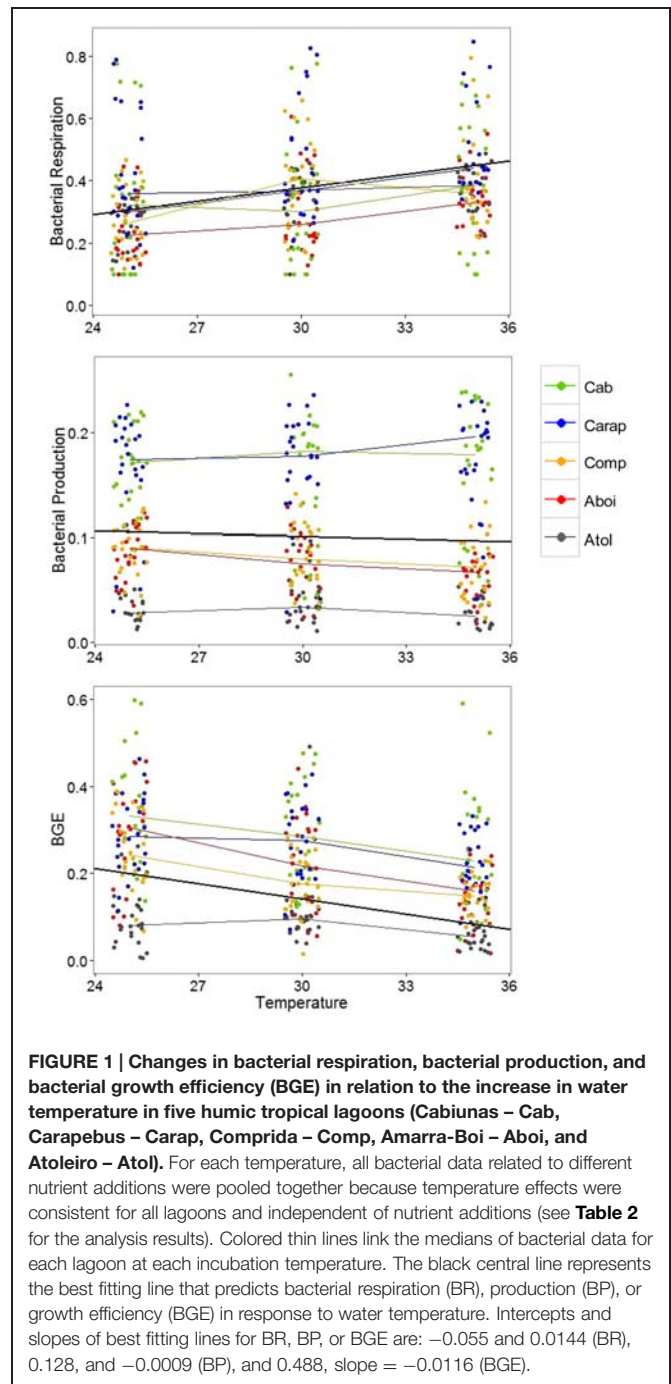 0.8
0.6
0.4
0.2
0.0
Bacterial Respiration
24 27 30 33 36
0.2
0.1
0.0
Bacterial Production
24 27 30 33 36
Cab
Carap
Comp
Aboi
Atol
0.6
0.4
0.2
0.0
BGE
24 27 30 33 36
Temperature
FIGURE 1 | Changes in bacterial respiration, bacterial production, and
bacterial growth efficiency (BGE) in relation to the increase in water
temperature in five humic tropical lagoons (Cabiunas – Cab,
Carapebus – Carap, Comprida – Comp, Amarra-Boi – Aboi, and
Atoleiro – Atol). For each temperature, all bacterial data related to different
nutrient additions were pooled together because temperature effects were
consistent for all lagoons and independent of nutrient additions (see Table 2
for the analysis results). Colored thin lines link the medians of bacterial data for
each lagoon at each incubation temperature. The black central line represents
the best fitting line that predicts bacterial respiration (BR), production (BP), or
growth efficiency (BGE) in response to water temperature. Intercepts and
slopes of best fitting lines for BR, BP, or BGE are: −0.055 and 0.0144 (BR),
0.128, and −0.0009 (BP), and 0.488, slope = −0.0116 (BGE).